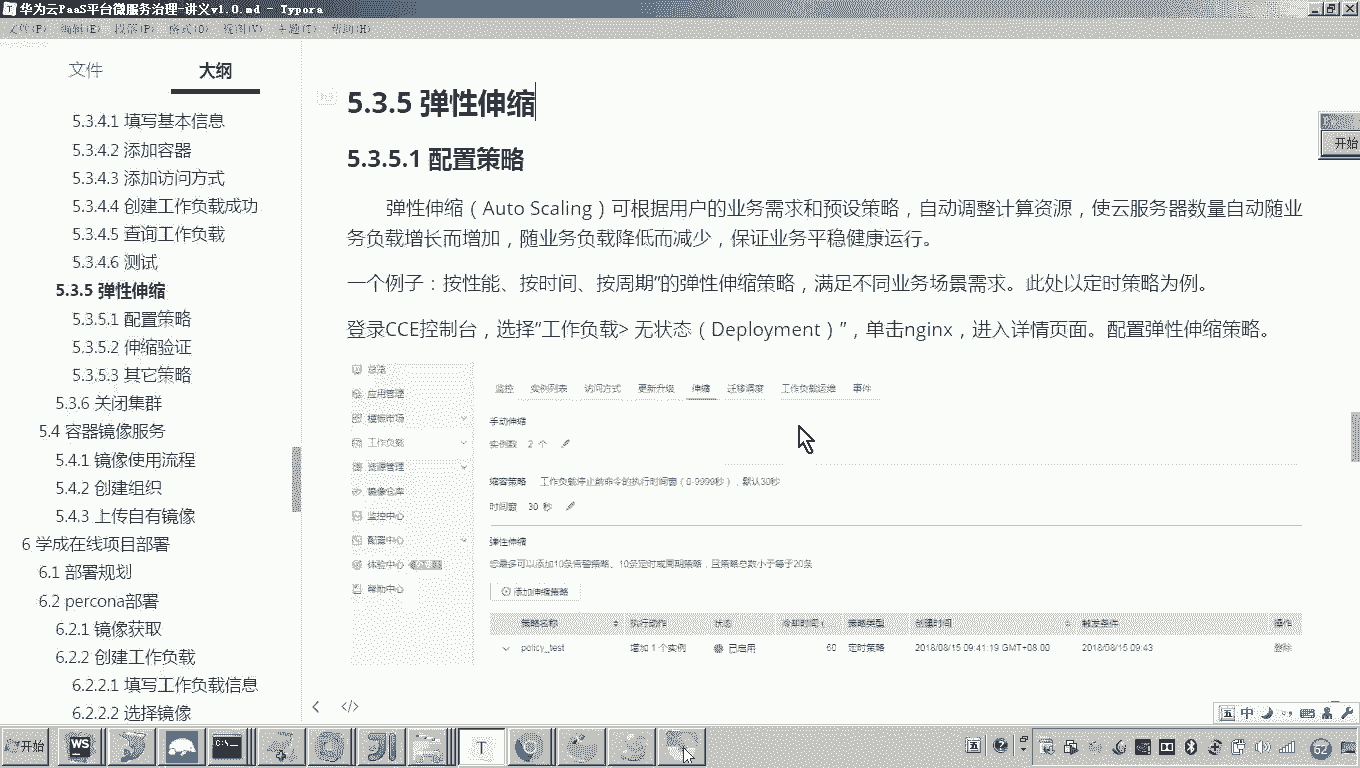 华为云PaaS平台微服务治理-讲义v1.0.md - Typora
文件(F) 编辑(E) 段落(P) 格式(O) 视图(V) 主题(T) 帮助(H)
文件 大纲
5.3.4.1 填写基本信息
5.3.4.2 添加容器
5.3.4.3 添加访问方式
5.3.4.4 创建工作负载成功
5.3.4.5 查询工作负载
5.3.4.6 测试
5.3.5 弹性伸缩
5.3.5.1 配置策略
5.3.5.2 伸缩验证
5.3.5.3 其它策略
5.3.6 关闭集群
5.4 容器镜像服务
5.4.1 镜像使用流程
5.4.2 创建组织
5.4.3 上传自有镜像
6 学成在线项目部署
6.1 部署规划
6.2 percona部署
6.2.1 镜像获取
6.2.2 创建工作负载
6.2.2.1 填写工作负载信息
6.2.2.2 选择镜像
5.3.5 弹性伸缩
5.3.5.1 配置策略
弹性伸缩（Auto Scaling）可根据用户的业务需求和预设策略，自动调整计算资源，使云服务器数量自动随业
务负载增长而增加，随业务负载降低而减少，保证业务平稳健康运行。
一个例子：按性能、按时间、按周期”的弹性伸缩策略，满足不同业务场景需求。此处以定时策略为例。
登录CCE控制台，选择“工作负载> 无状态（Deployment）”，单击nginx，进入详情页面。配置弹性伸缩策略。
总览
应用管理
模板市场
工作负载
资源管理
镜像仓库
监控中心
配置中心
体验中心
帮助中心
监控 实例列表 访问方式 更新升级 伸缩 迁移调度 工作负载运维 事件
手动伸缩
实例数 2 个
缩容策略 工作负载停止前命令的执行时间窗（0-9999秒），默认30秒
时间窗 30 秒
弹性伸缩
您最多可以添加10条告警策略、10条定时或周期策略，且策略总数小于等于20条
添加伸缩策略
策略名称 执行动作 状态 冷却时间( 策略类型 创建时间 触发条件 操作
policy_test 增加 1 个实例 已启用 60 定时策略 2018/08/15 09:41:19 GMT+08:00 2018/08/15 09:43 删除
开始
开始
五 中
62